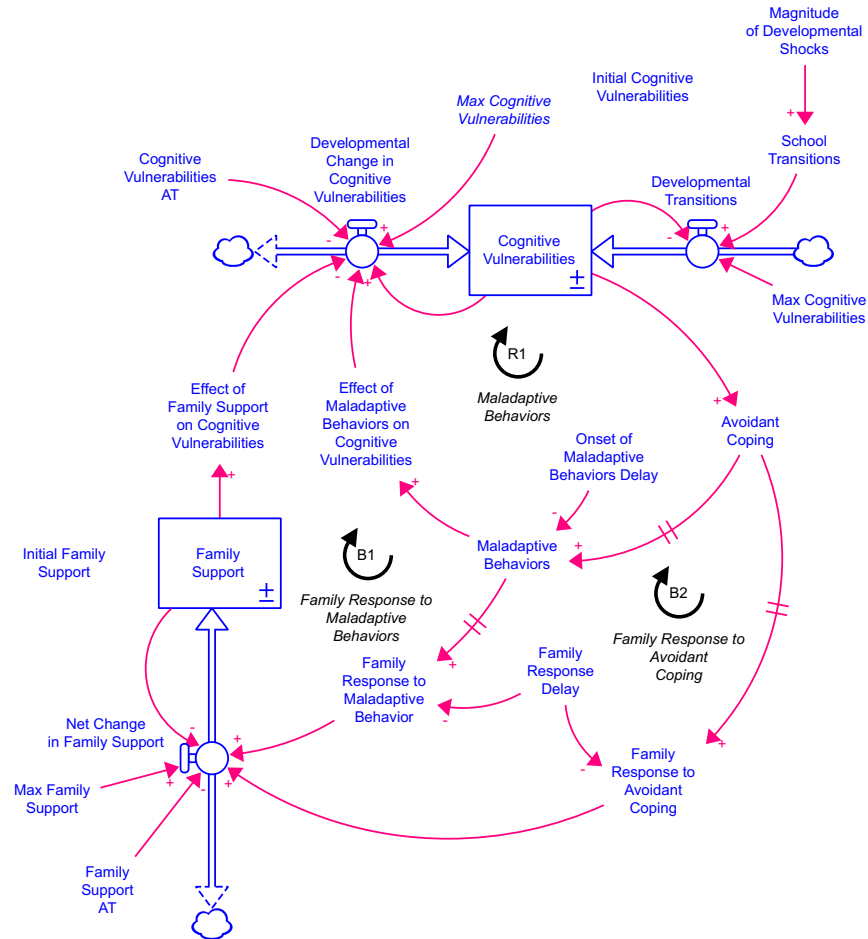 Magnitude
of Developmental
Shocks
Initial Cognitive
Vulnerabilities
Max Cognitive
Vulnerabilities
Developmental
Change in
Cognitive
Vulnerabilities
Cognitive
Vulnerabilities
AT
School
Transitions
Developmental
Transitions
+
+
+
-
-
Cognitive
Vulnerabilities
±
-
+
+
Max Cognitive
Vulnerabilities
R1
Maladaptive
Behaviors
Effect of
Family Support
on Cognitive
Vulnerabilities
Effect of
Maladaptive
Behaviors on
Cognitive
Vulnerabilities
+
Avoidant
Coping
Onset of
Maladaptive
Behaviors Delay
+
+
-
+
Maladaptive
Behaviors
Initial Family
Support
Family
Support
±
B1
Family Response to
Maladaptive
Behaviors
B2
Family Response to
Avoidant
Coping
+
Family
Response to
Maladaptive
Behavior
Family
Response
Delay
-
Net Change
in Family Support
-
+
+
-
Family
Response to
Avoidant
Coping
+
-
+
Max Family
Support
Family
Support
AT